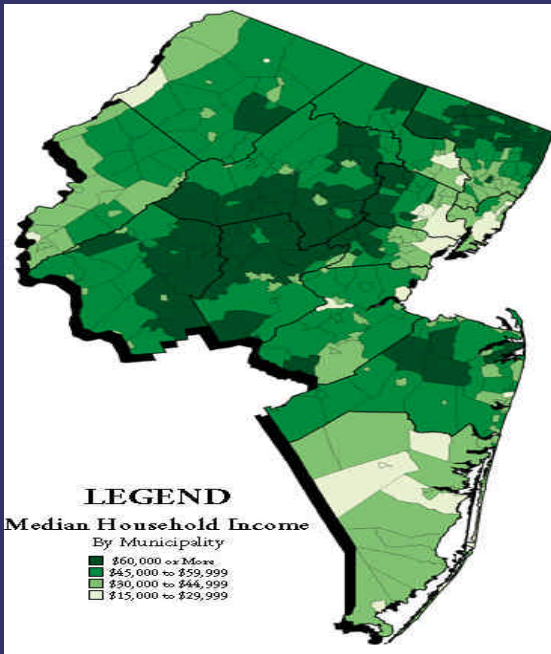 LEGEND
Median Household Income
By Municipality
$60,000 or More
$45,000 to $59,999
$30,000 to $44,999
$15,000 to $29,999